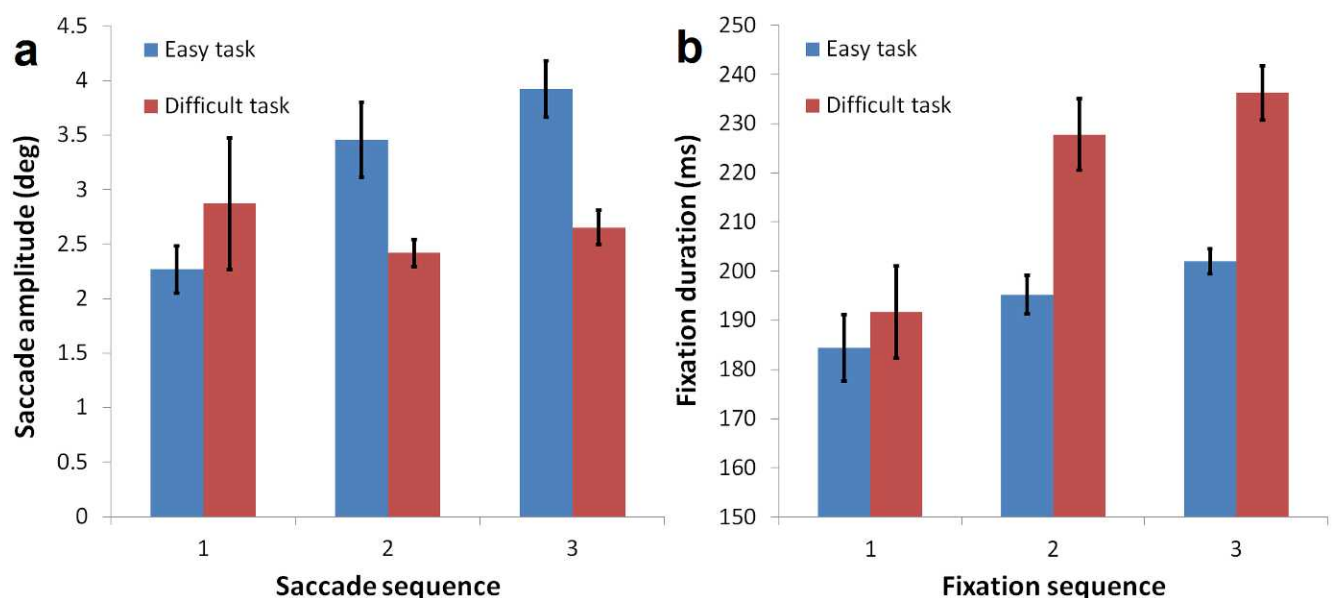 a
Easy task
Difficult task
Saccade amplitude (deg)
4.5
4
3.5
3
2.5
2
1.5
1
0.5
0
1 2 3
Saccade sequence
b
Easy task
Difficult task
Fixation duration (ms)
250
240
230
220
210
200
190
180
170
160
150
1 2 3
Fixation sequence